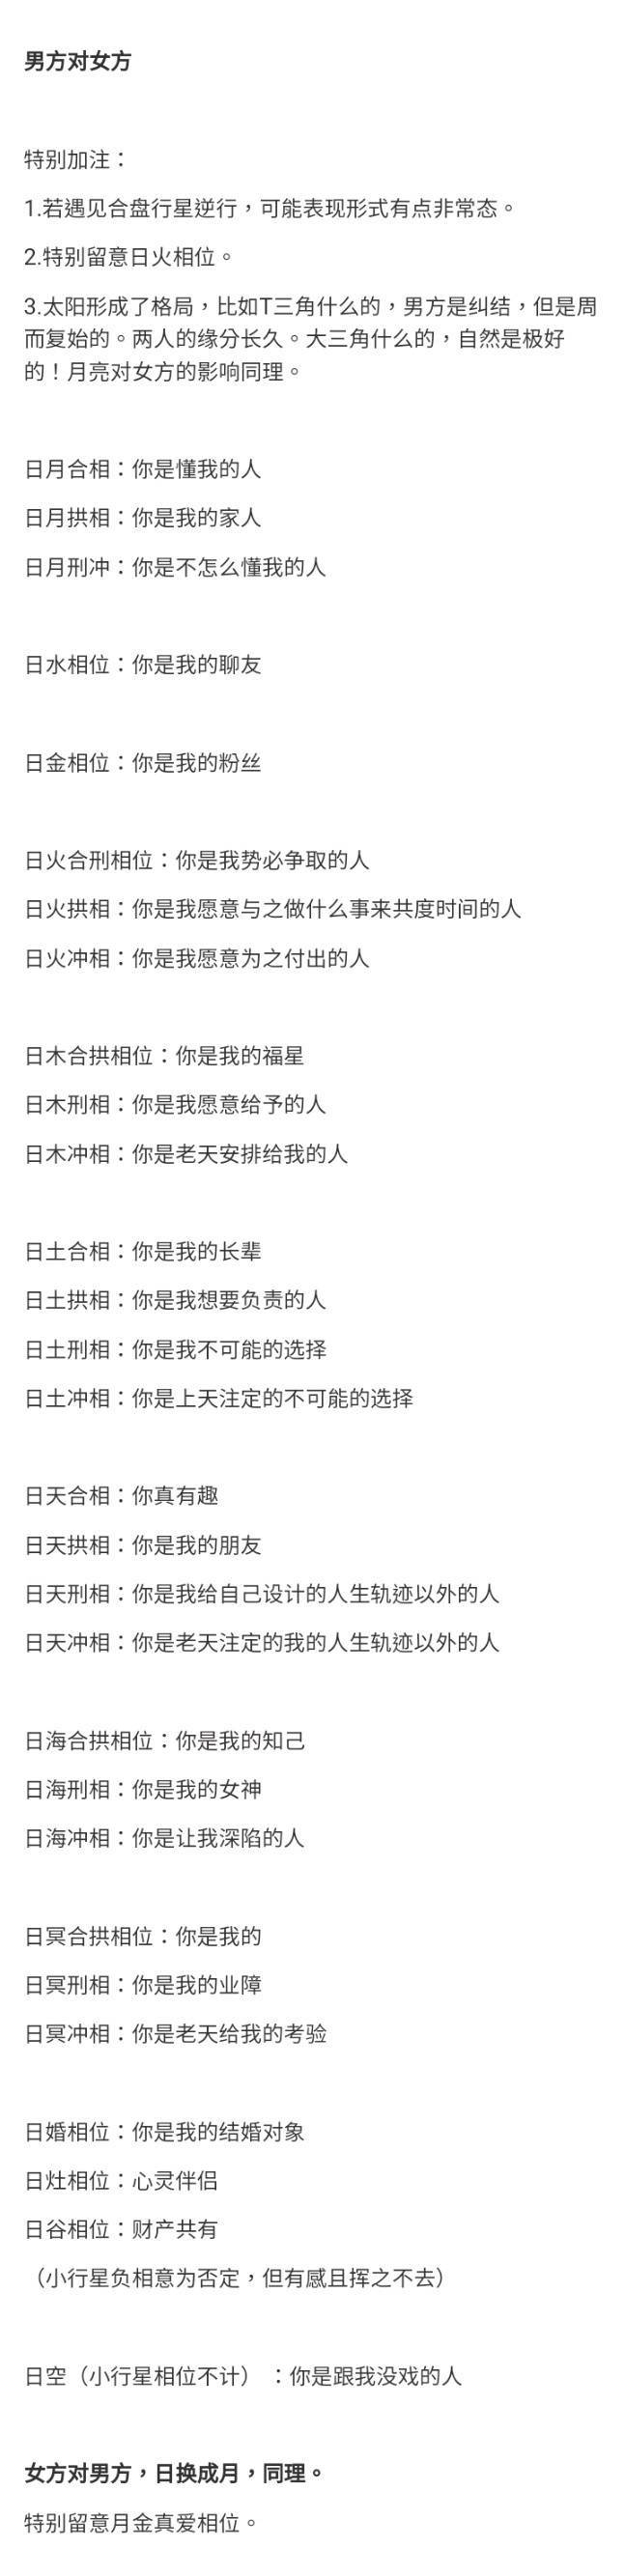 男方对女方
特别加注：
1.若遇见合盘行星逆行，可能表现形式有点非常态。
2.特别留意日火相位。
3.太阳形成了格局，比如T三角什么的，男方是纠结，但是周
而复始的。两人的缘分长久。大三角什么的，自然是极好
的！月亮对女方的影响同理。
日月合相：你是懂我的人
日月拱相：你是我的家人
日月刑冲：你是不怎么懂我的人
日水相位：你是我的聊友
日金相位：你是我的粉丝
日火合刑相位：你是我势必争取的人
日火拱相：你是我愿意与之做什么事来共度时间的人
日火冲相：你是我愿意为之付出的人
日木合拱相位：你是我的福星
日木刑相：你是我愿意给予的人
日木冲相：你是老天安排给我的人
日土合相：你是我的长辈
日土拱相：你是我想要负责的人
日土刑相：你是我不可能的选择
日土冲相：你是上天注定的不可能的选择
日天合相：你真有趣
日天拱相：你是我的朋友
日天刑相：你是我给自己设计的人生轨迹以外的人
日天冲相：你是老天注定的我的人生轨迹以外的人
日海合拱相位：你是我的知己
日海刑相：你是我的女神
日海冲相：你是让我深陷的人
日冥合拱相位：你是我的
日冥刑相：你是我的业障
日冥冲相：你是老天给我的考验
日婚相位：你是我的结婚对象
日灶相位：心灵伴侣
日谷相位：财产共有
（小行星负相意为否定，但有感且挥之不去）
日空（小行星相位不计）：你是跟我没戏的人
女方对男方，日换成月，同理。
特别留意月金真爱相位。